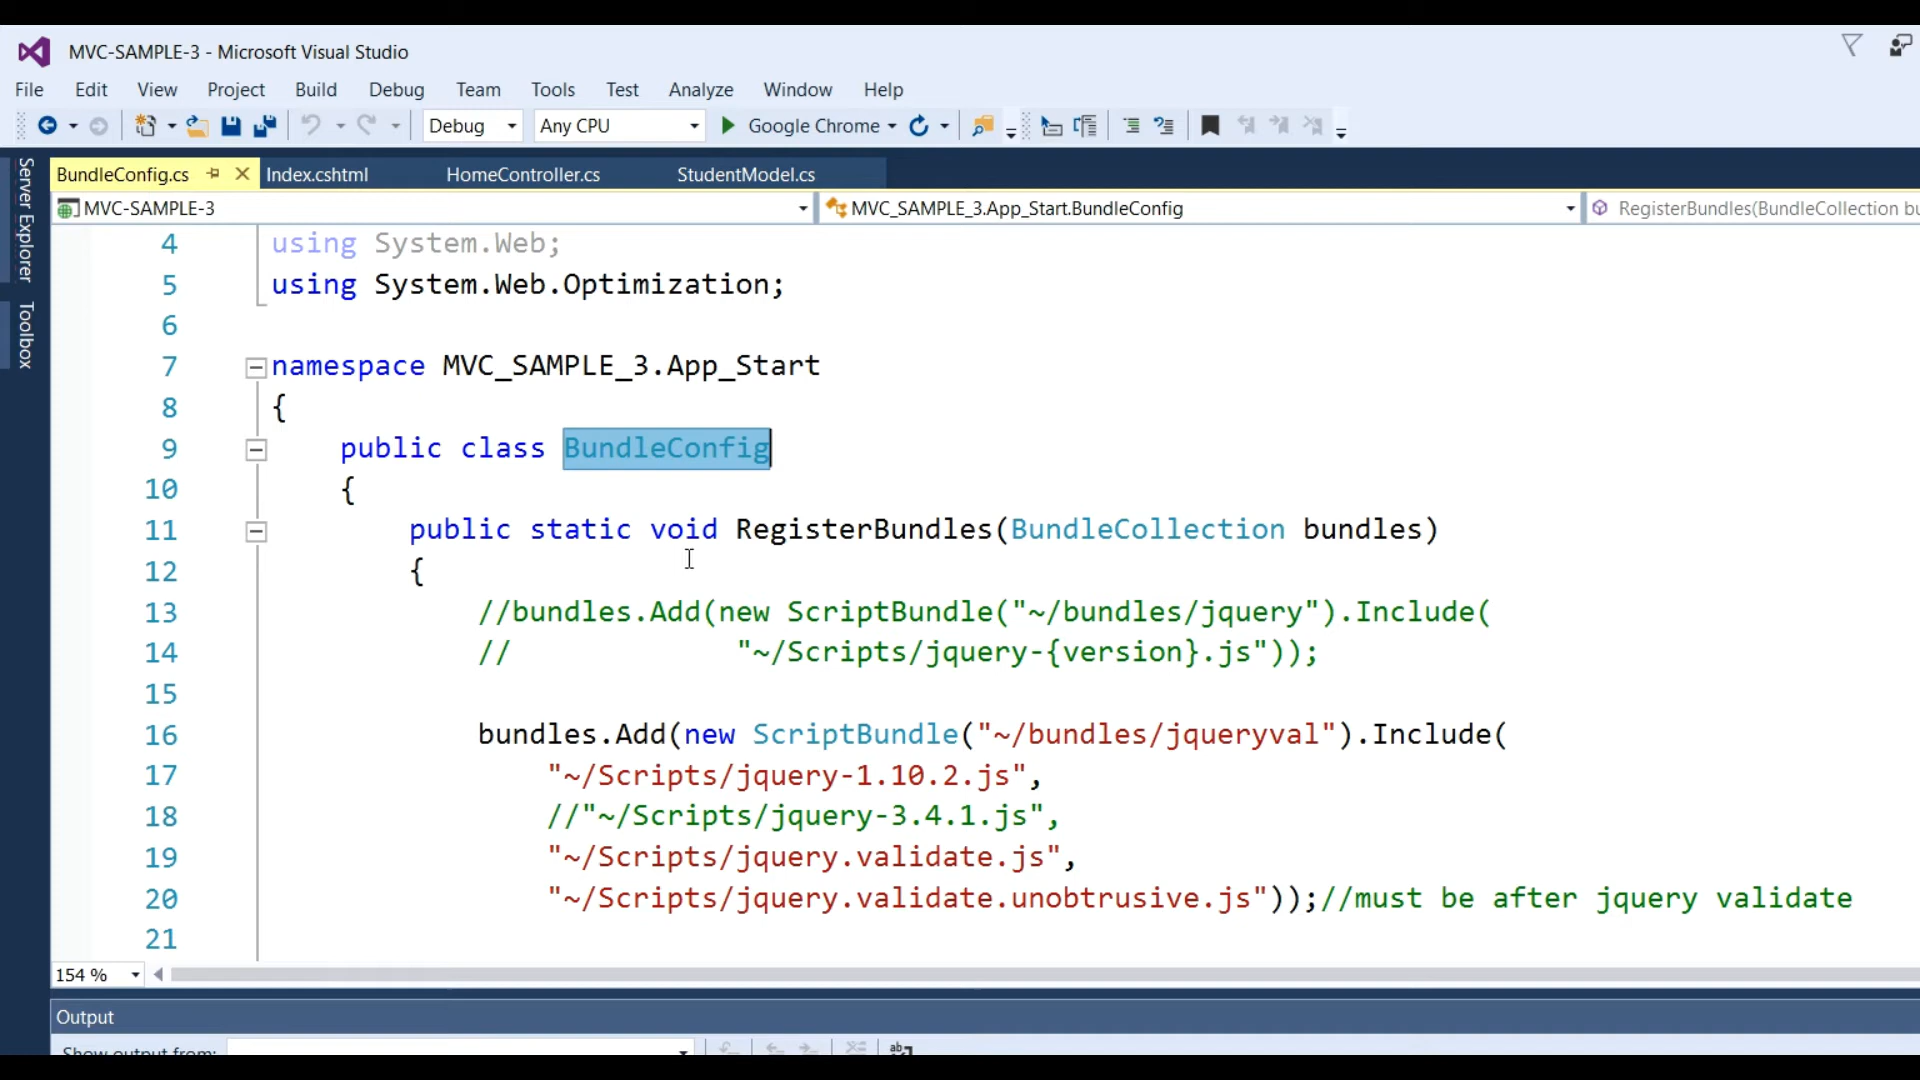 MVC-SAMPLE-3 - Microsoft Visual Studio
File Edit View Project Build Debug Team Tools Test Analyze Window Help
Debug Any CPU Google Chrome
Server Explorer
Toolbox
BundleConfig.cs Index.cshtml HomeController.cs StudentModel.cs
MVC-SAMPLE-3 MVC_SAMPLE_3.App_Start.BundleConfig RegisterBundles(BundleCollection bu
4 using System.Web;
5 using System.Web.Optimization;
6
7 namespace MVC_SAMPLE_3.App_Start
8 {
9 public class BundleConfig
10 {
11 public static void RegisterBundles(BundleCollection bundles)
12 {
13 //bundles.Add(new ScriptBundle("~/bundles/jquery").Include(
14 // "~/Scripts/jquery-{version}.js"));
15
16 bundles.Add(new ScriptBundle("~/bundles/jqueryval").Include(
17 "~/Scripts/jquery-1.10.2.js",
18 //"~/Scripts/jquery-3.4.1.js",
19 "~/Scripts/jquery.validate.js",
20 "~/Scripts/jquery.validate.unobtrusive.js"));//must be after jquery validate
21
154 %
Output
Show output from: